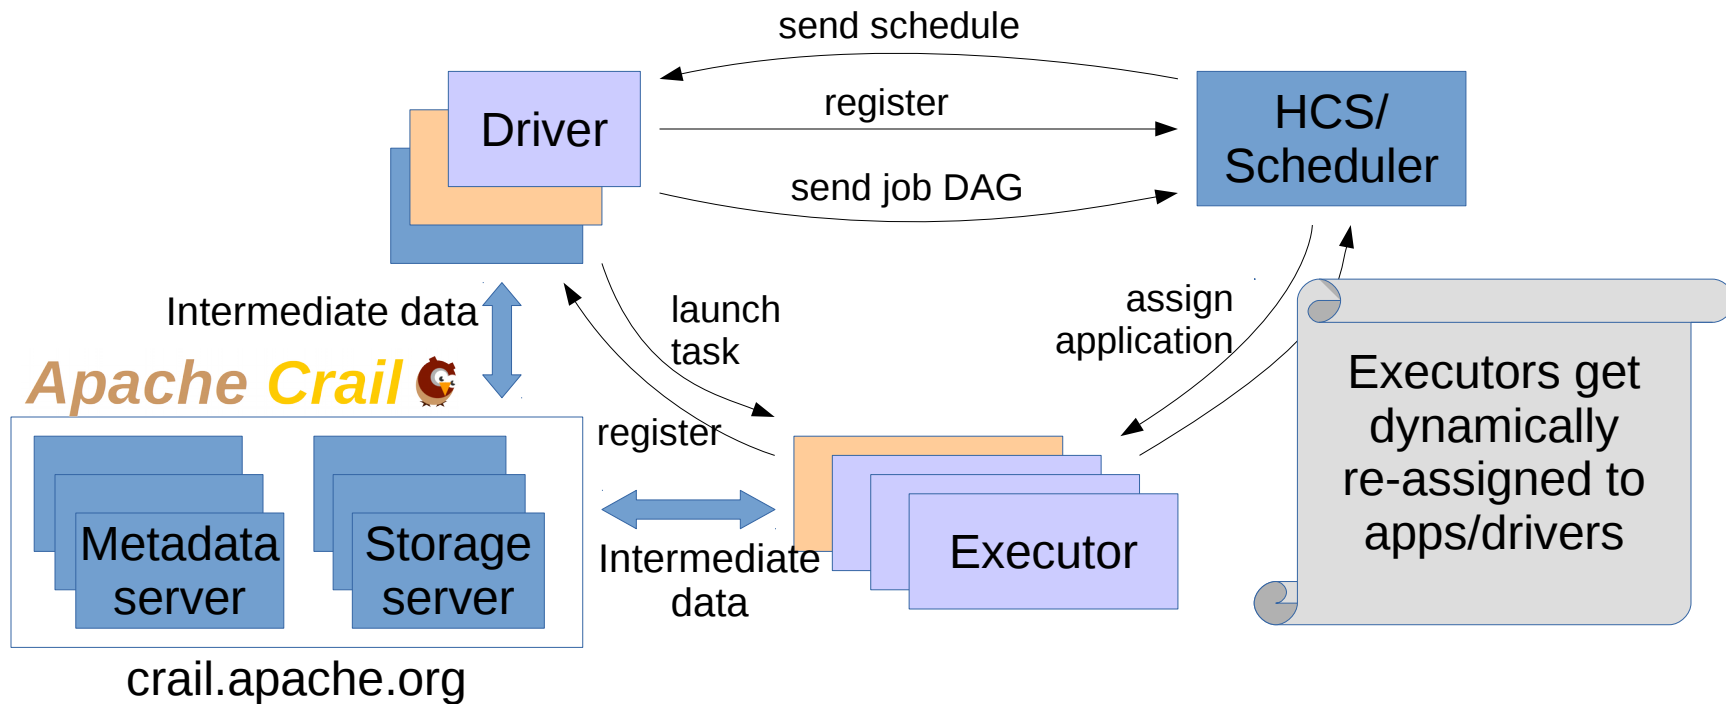 send schedule
register
send job DAG
Driver
HCS/
Scheduler
Intermediate data
launch
task
assign
application
register
Apache Crail
Metadata
server
Storage
server
Intermediate
data
Executor
Executors get
dynamically
re-assigned to
apps/drivers
crail.apache.org